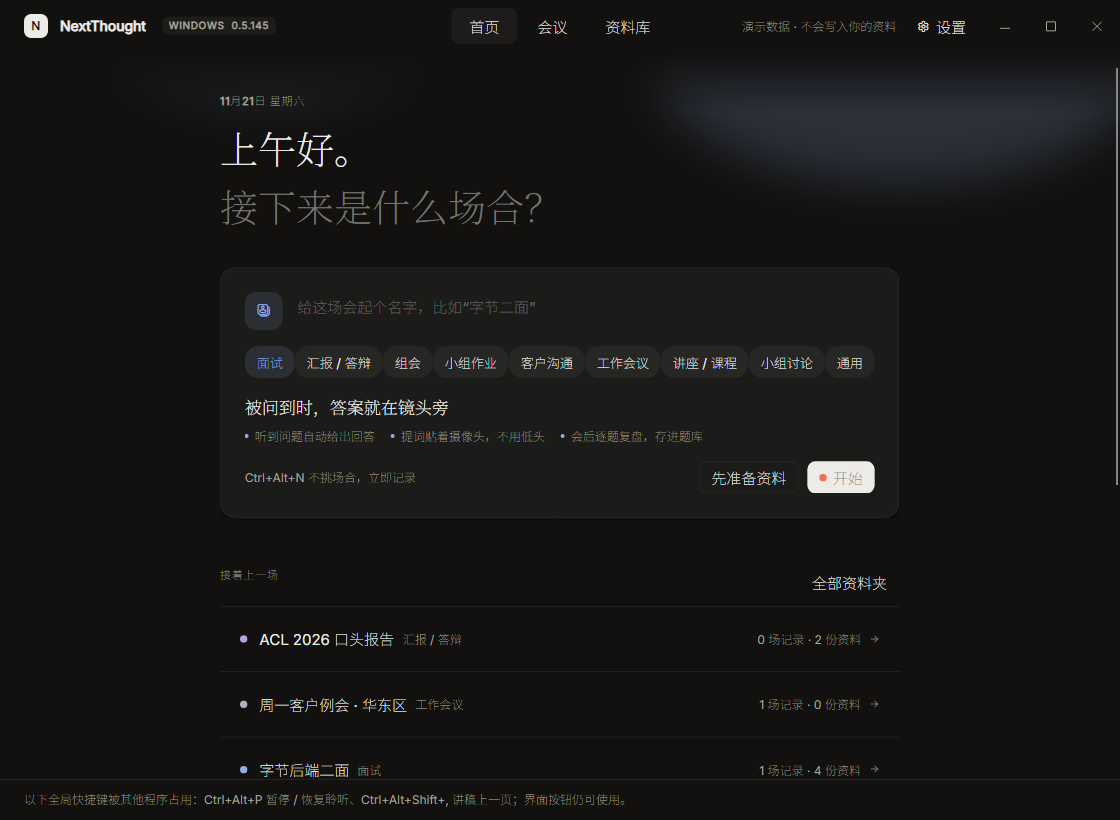 N NextThought WINDOWS 0.5.145 首页 会议 资料库 演示数据 · 不会写入你的资料 设置
11月21日 星期六
上午好。
接下来是什么场合？
给这场会起个名字，比如“字节二面”
面试 汇报 / 答辩 组会 小组作业 客户沟通 工作会议 讲座 / 课程 小组讨论 通用
被问到时，答案就在镜头旁
• 听到问题自动给出回答 • 提词贴着摄像头，不用低头 • 会后逐题复盘，存进题库
Ctrl+Alt+N 不挑场合，立即记录 先准备资料 开始
接着上一场 全部资料夹
ACL 2026 口头报告 汇报 / 答辩 0 场记录 · 2 份资料 →
周一客户例会 · 华东区 工作会议 1 场记录 · 0 份资料 →
字节后端二面 面试 1 场记录 · 4 份资料 →
以下全局快捷键被其他程序占用：Ctrl+Alt+P 暂停 / 恢复聆听、Ctrl+Alt+Shift+, 讲稿上一页；界面按钮仍可使用。